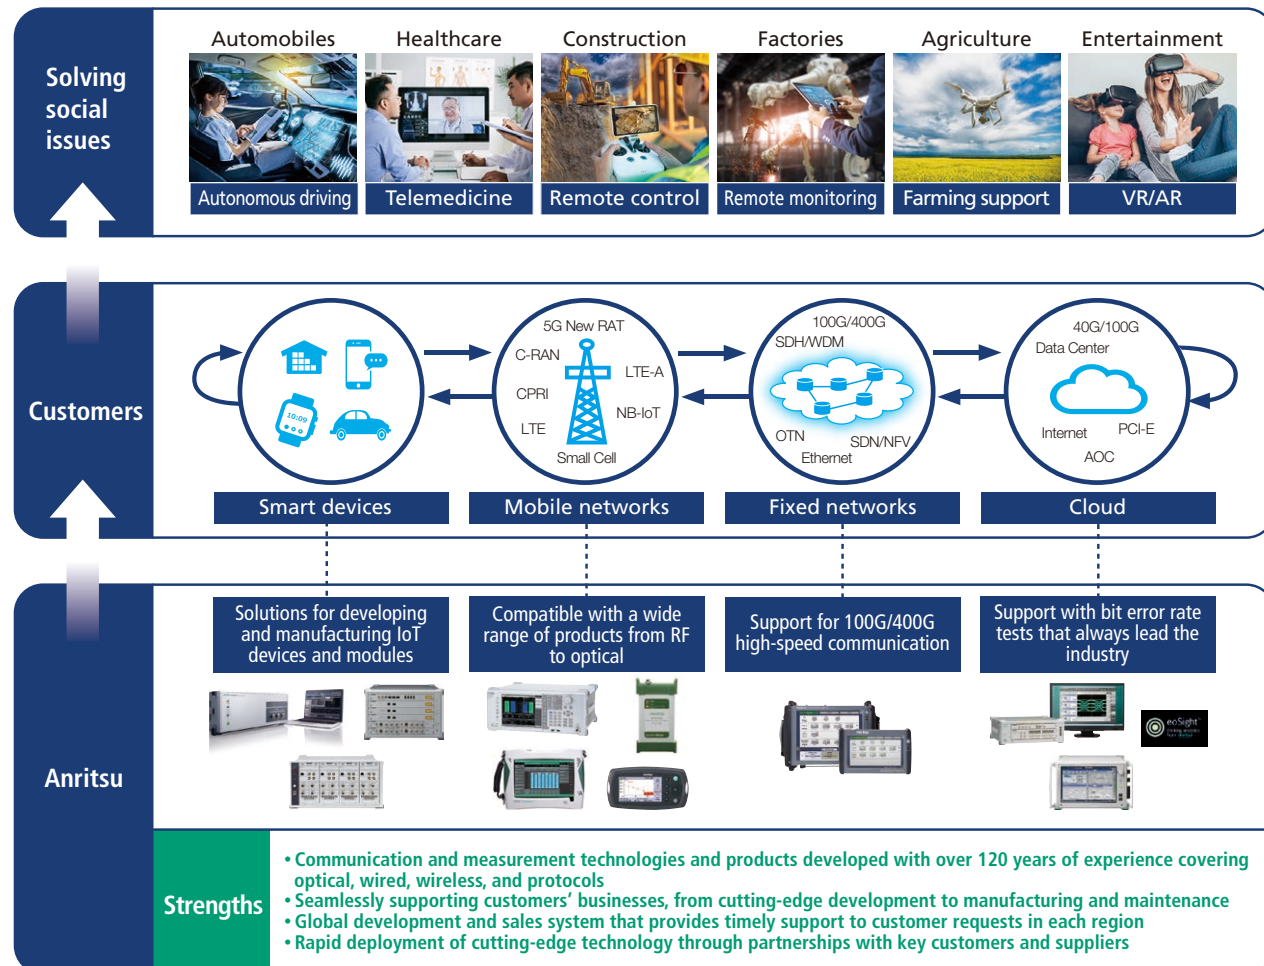 Solving
social
issues
Automobiles
Healthcare
Construction
Factories
Agriculture
Entertainment
Autonomous driving
Telemedicine
Remote control
Remote monitoring
Farming support
VR/AR
Customers
10:09
Smart devices
5G New RAT
C-RAN
LTE-A
CPRI
NB-IoT
LTE
Small Cell
Mobile networks
100G/400G
SDH/WDM
OTN
SDN/NFV
Ethernet
Fixed networks
40G/100G
Data Center
Internet
PCI-E
AOC
Cloud
Anritsu
Solutions for developing
and manufacturing IoT
devices and modules
Compatible with a wide
range of products from RF
to optical
Support for 100G/400G
high-speed communication
Support with bit error rate
tests that always lead the
industry
eoSight
Strengths
• Communication and measurement technologies and products developed with over 120 years of experience covering
optical, wired, wireless, and protocols
• Seamlessly supporting customers’ businesses, from cutting-edge development to manufacturing and maintenance
• Global development and sales system that provides timely support to customer requests in each region
• Rapid deployment of cutting-edge technology through partnerships with key customers and suppliers